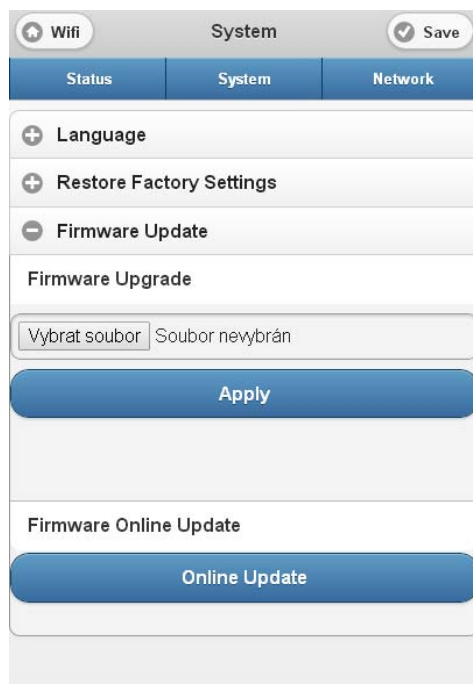 Wifi System Save
Status System Network
Language
Restore Factory Settings
Firmware Update
Firmware Upgrade
Vybrat soubor Soubor nevybrán
Apply
Firmware Online Update
Online Update